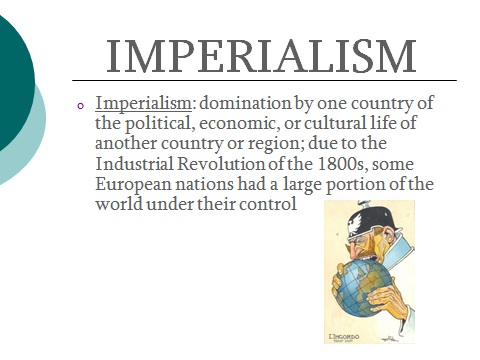 IMPERIALISM
Imperialism: domination by one country of
the political, economic, or cultural life of
another country or region; due to the
Industrial Revolution of the 1800s, some
European nations had a large portion of the
world under their control
L'INGORDO